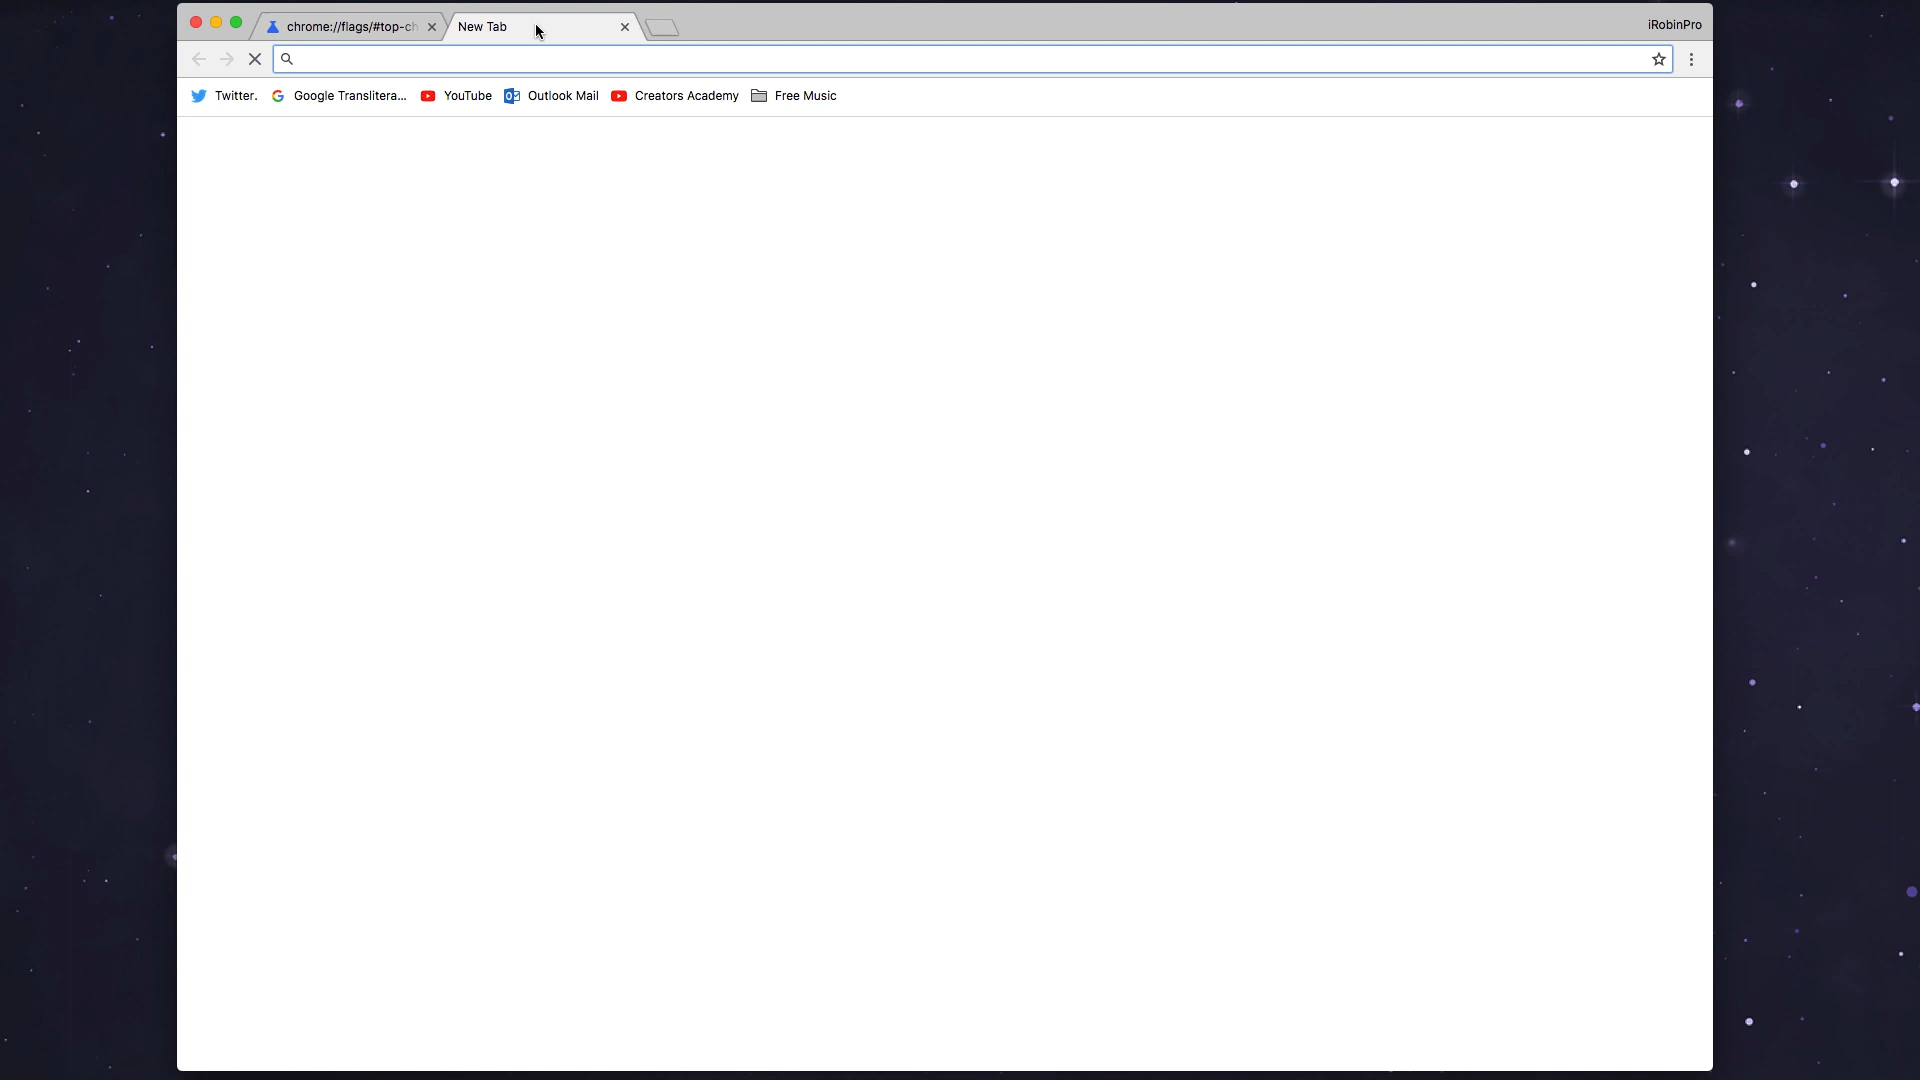 chrome://flags/#top-ch
New Tab
iRobinPro
Twitter. Google Translitera... YouTube Outlook Mail Creators Academy Free Music